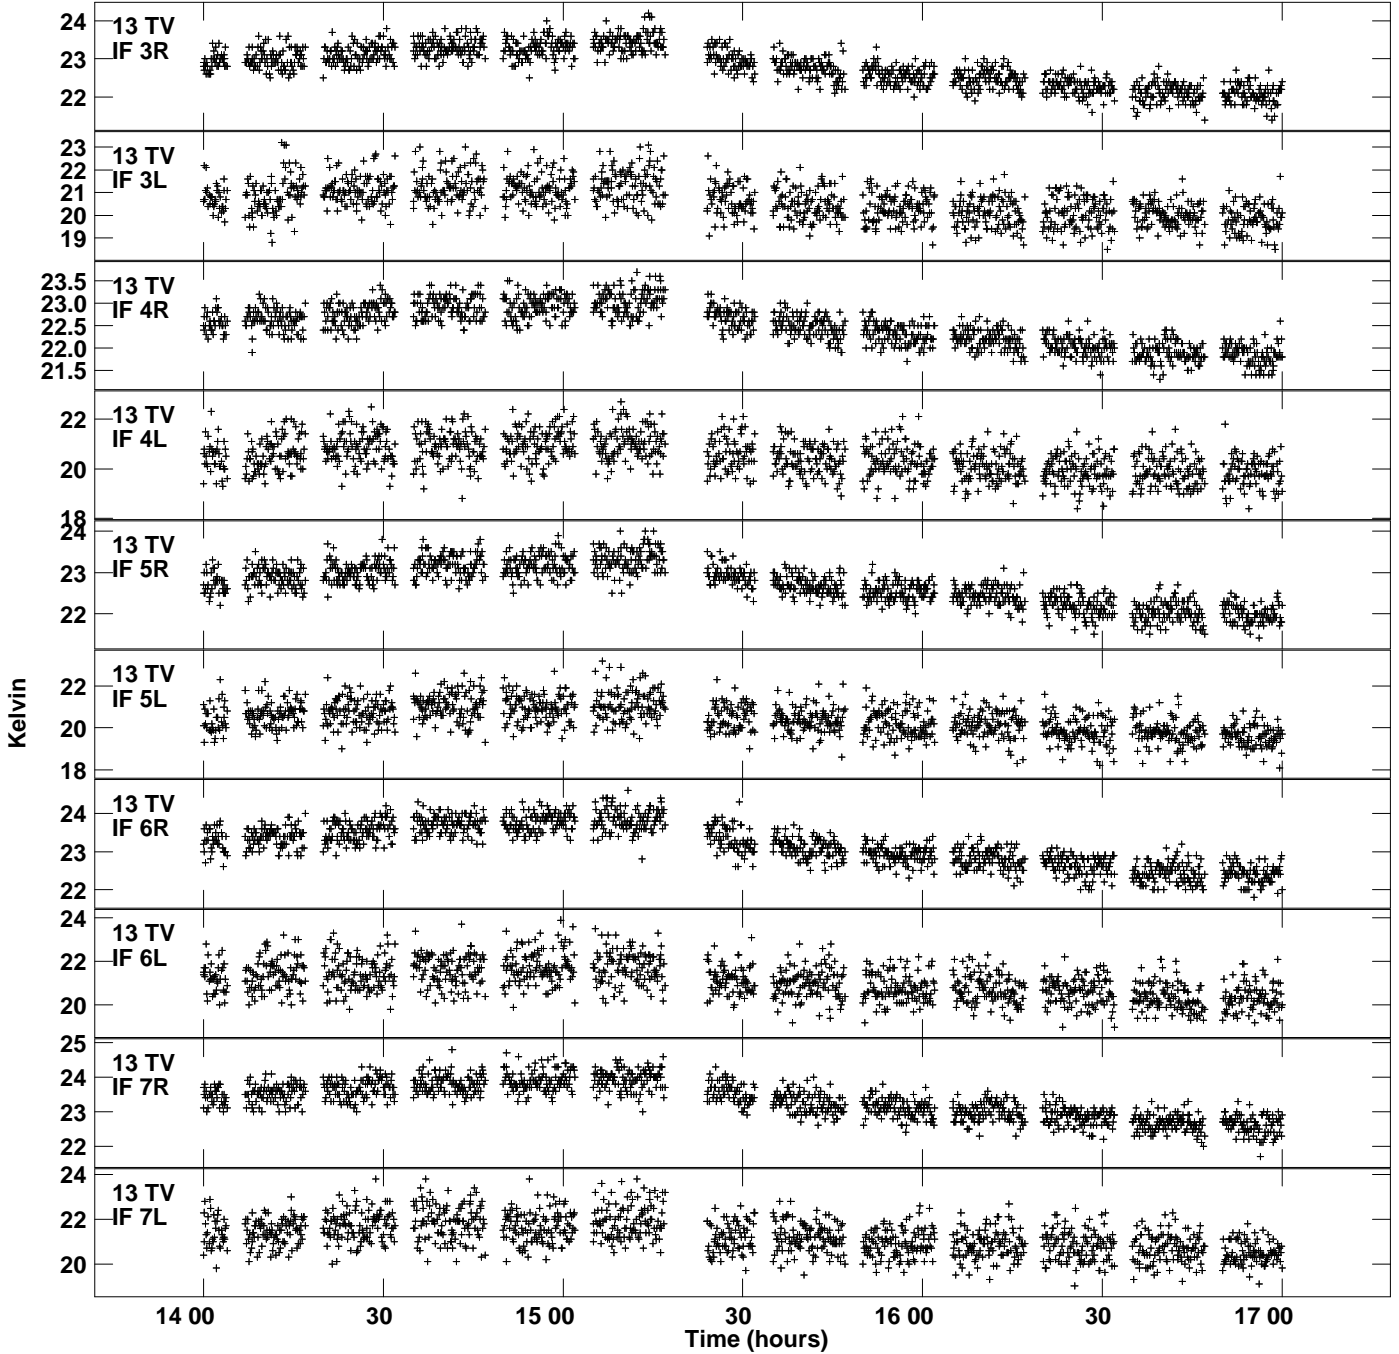 24
23
22
13 TV
IF 3R
23
22
21
20
19
13 TV
IF 3L
23.5
23.0
22.5
22.0
21.5
13 TV
IF 4R
22
20
18
13 TV
IF 4L
24
23
22
13 TV
IF 5R
22
20
18
13 TV
IF 5L
24
23
22
13 TV
IF 6R
24
22
20
13 TV
IF 6L
25
24
23
22
13 TV
IF 7R
24
22
20
13 TV
IF 7L
Kelvin
14 00 30 15 00 30 16 00 30 17 00
Time (hours)